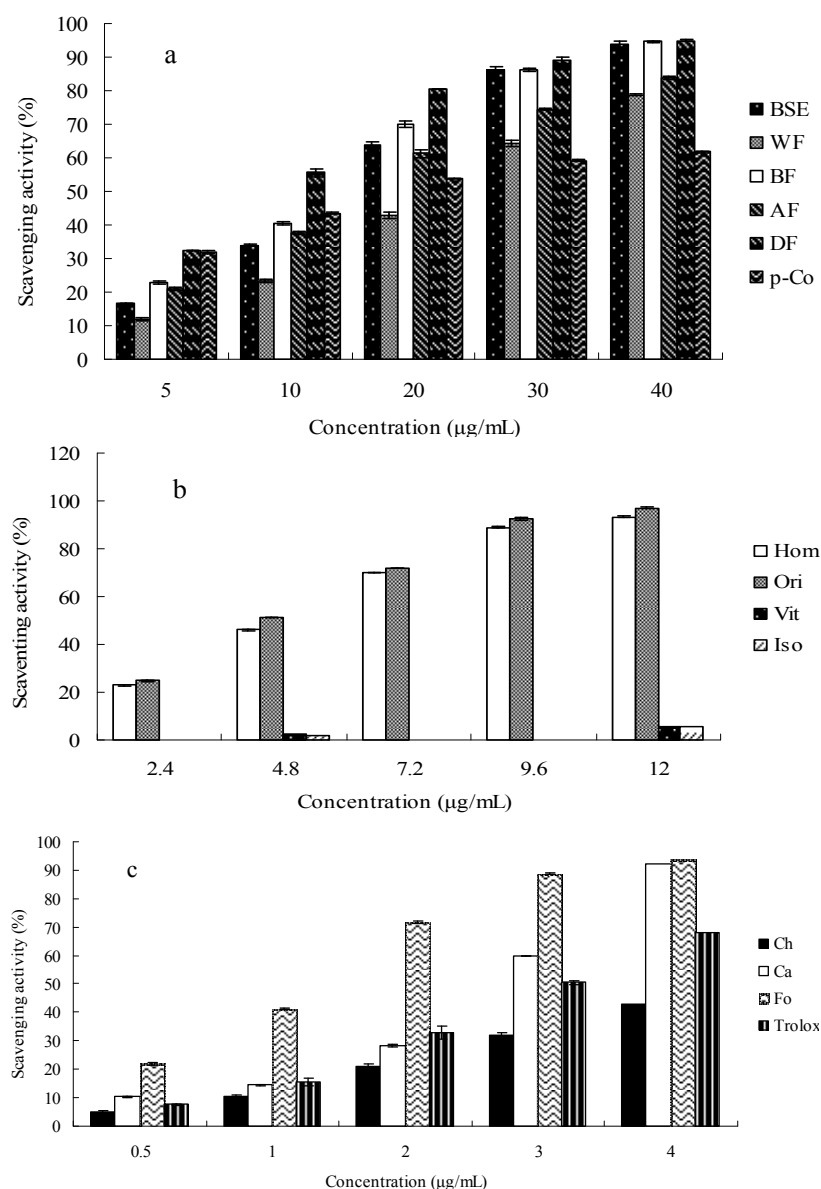 a
100
90
80
70
60
50
40
30
20
10
0
Scavenging activity (%)
5 10 20 30 40
Concentration (μg/mL)
BSE
WF
BF
AF
DF
p-Co
b
120
100
80
60
40
20
0
Scaventing activity (%)
2.4 4.8 7.2 9.6 12
Concentration (μg/mL)
Hom
Ori
Vit
Iso
c
100
90
80
70
60
50
40
30
20
10
0
Scavenging activity (%)
0.5 1 2 3 4
Concentration (μg/mL)
Ch
Ca
Fo
Trolox